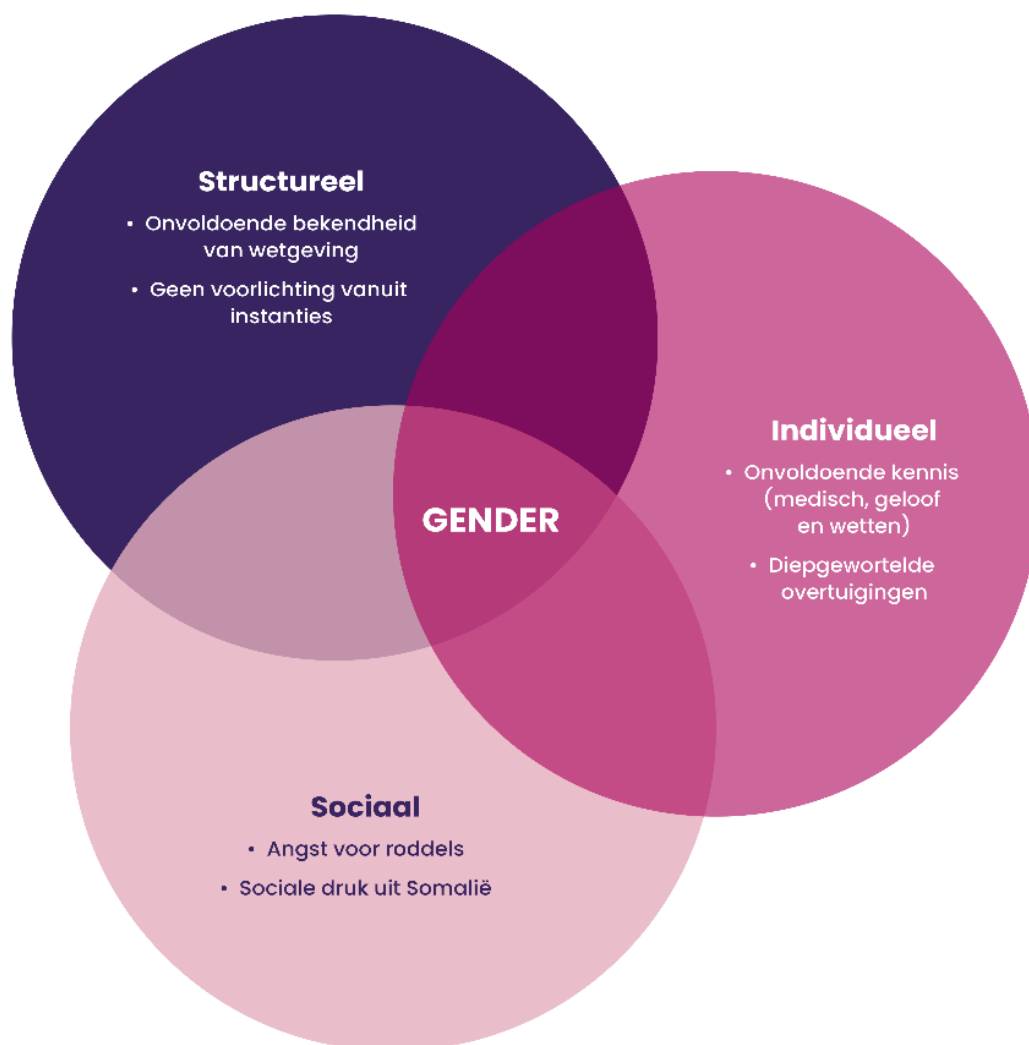 Structureel
• Onvoldoende bekendheid
van wetgeving
• Geen voorlichting vanuit
instanties
Individueel
• Onvoldoende kennis
(medisch, geloof
en wetten)
• Diepgewortelde
overtuigingen
GENDER
Sociaal
• Angst voor roddels
• Sociale druk uit Somalië